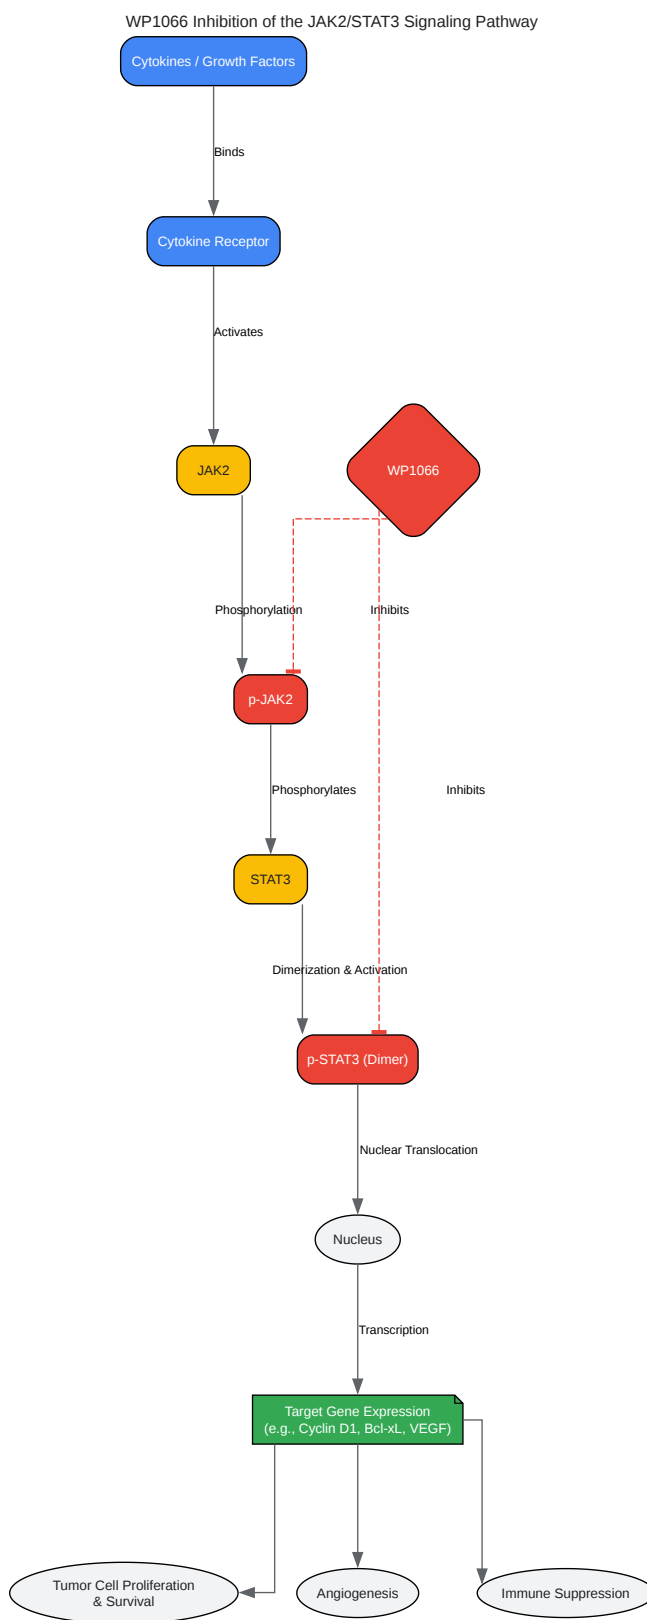 WP1066 Inhibition of the JAK2/STAT3 Signaling Pathway
Cytokines / Growth Factors
Binds
Cytokine Receptor
Activates
JAK2
WP1066
Phosphorylation
Inhibits
p-JAK2
Phosphorylates
Inhibits
STAT3
Dimerization & Activation
p-STAT3 (Dimer)
Nuclear Translocation
Nucleus
Transcription
Target Gene Expression
(e.g., Cyclin D1, Bcl-xL, VEGF)
Tumor Cell Proliferation
& Survival
Angiogenesis
Immune Suppression